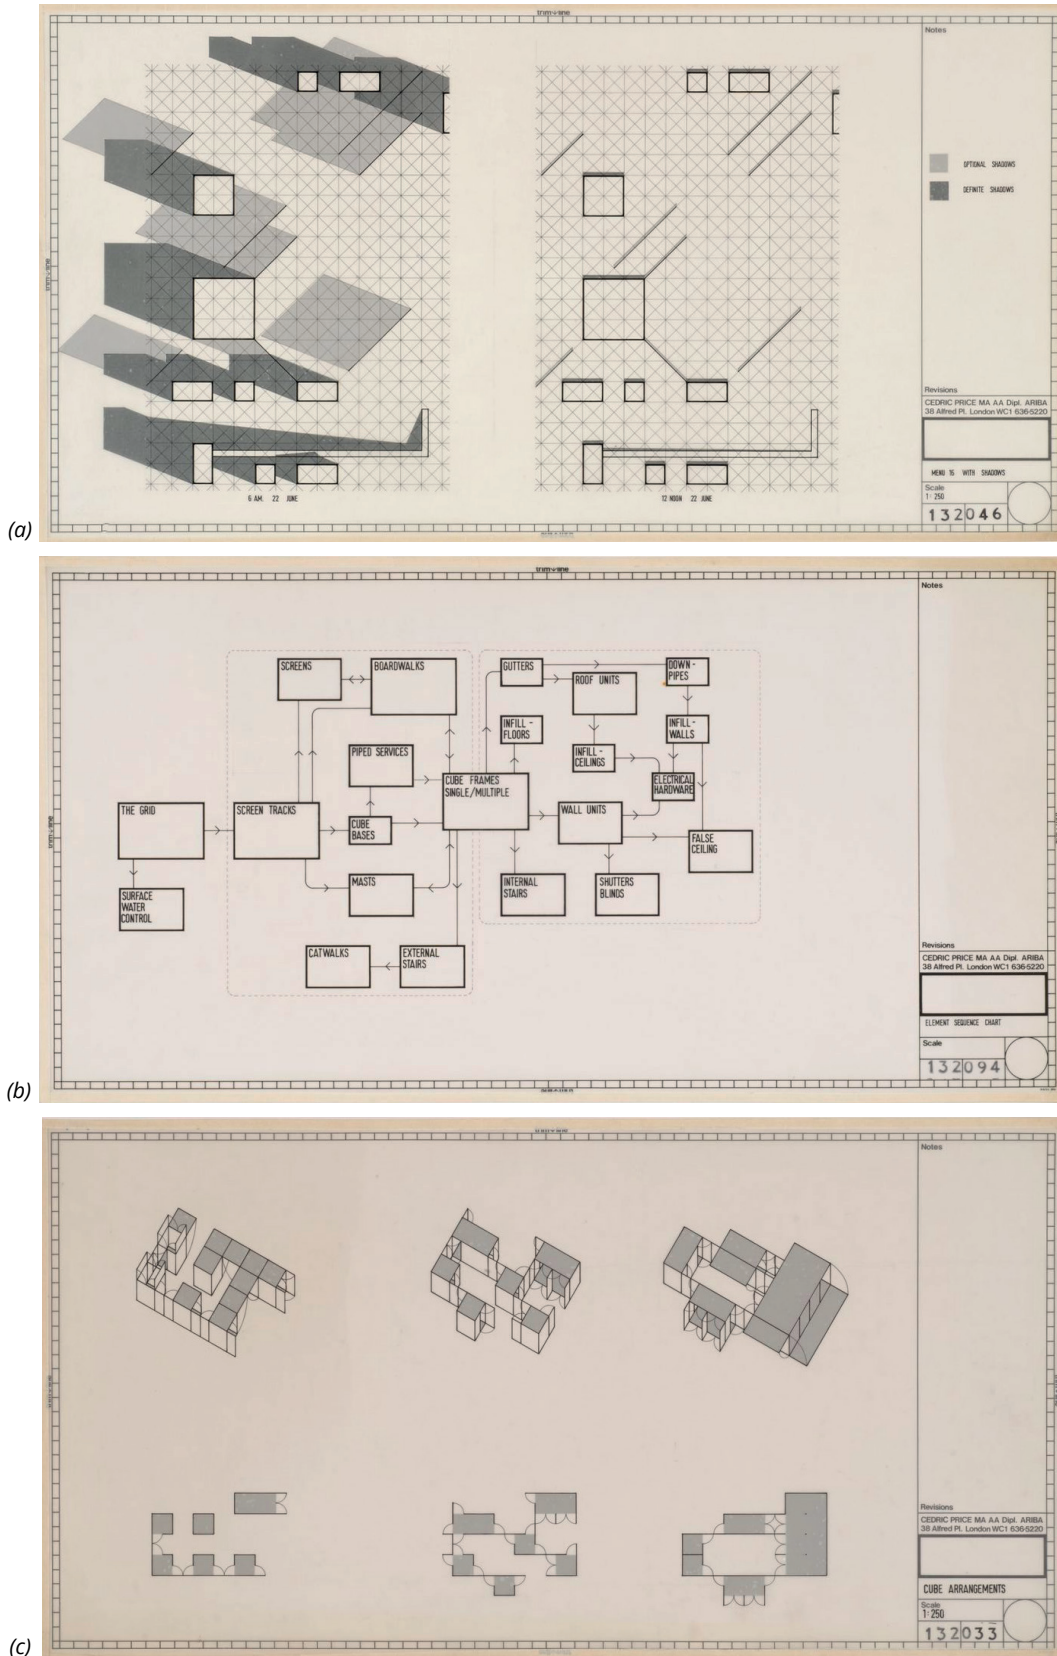 trim line
Notes
OPTIONAL SHADOWS
DEFINITE SHADOWS
trim line
Revisions
CEDRIC PRICE MA AA Dipl. ARIBA
38 Alfred Pl. London WC1 636·5220
MENU 16 WITH SHADOWS
Scale
1:250
132046
6 AM. 22 JUNE
12 NOON 22 JUNE
(a)
trim line
Notes
SCREENS
BOARDWALKS
GUTTERS
DOWN-
PIPES
ROOF UNITS
INFILL-
FLOORS
INFILL-
WALLS
PIPED SERVICES
INFILL-
CEILINGS
CUBE FRAMES
SINGLE/MULTIPLE
ELECTRICAL
HARDWARE
THE GRID
SCREEN TRACKS
CUBE
BASES
WALL UNITS
FALSE
CEILING
SURFACE
WATER
CONTROL
MASTS
INTERNAL
STAIRS
SHUTTERS
BLINDS
CATWALKS
EXTERNAL
STAIRS
Revisions
CEDRIC PRICE MA AA Dipl. ARIBA
38 Alfred Pl. London WC1 636·5220
ELEMENT SEQUENCE CHART
Scale
132094
(b)
Notes
Revisions
CEDRIC PRICE MA AA Dipl. ARIBA
38 Alfred Pl. London WC1 636·5220
CUBE ARRANGEMENTS
Scale
1:250
132033
(c)